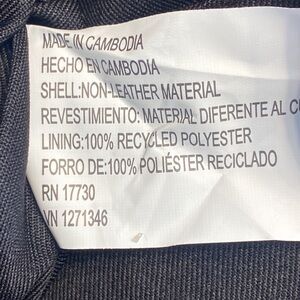 MADE IN CAMBODIA
HECHO EN CAMBODIA
SHELL:NON-LEATHER MATERIAL
REVESTIMIENTO: MATERIAL DIFERENTE AL
LINING:100% RECYCLED POLYESTER
FORRO DE:100% POLIÉSTER RECICLADO
RN 17730
VN 1271346